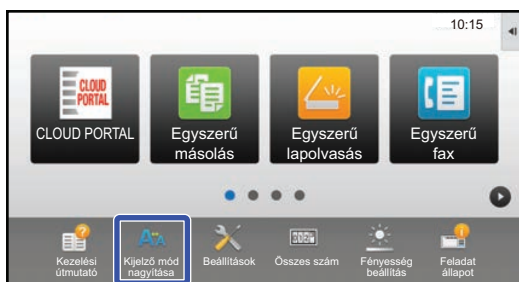 10:15
CLOUD
PORTAL
CLOUD PORTAL
Egyszerű
másolás
Egyszerű
lapolvasás
Egyszerű
fax
Kezelési
útmutató
Kijelző mód
nagyítása
Beállítások
Összes szám
Fényesség
beállítás
Feladat
állapot